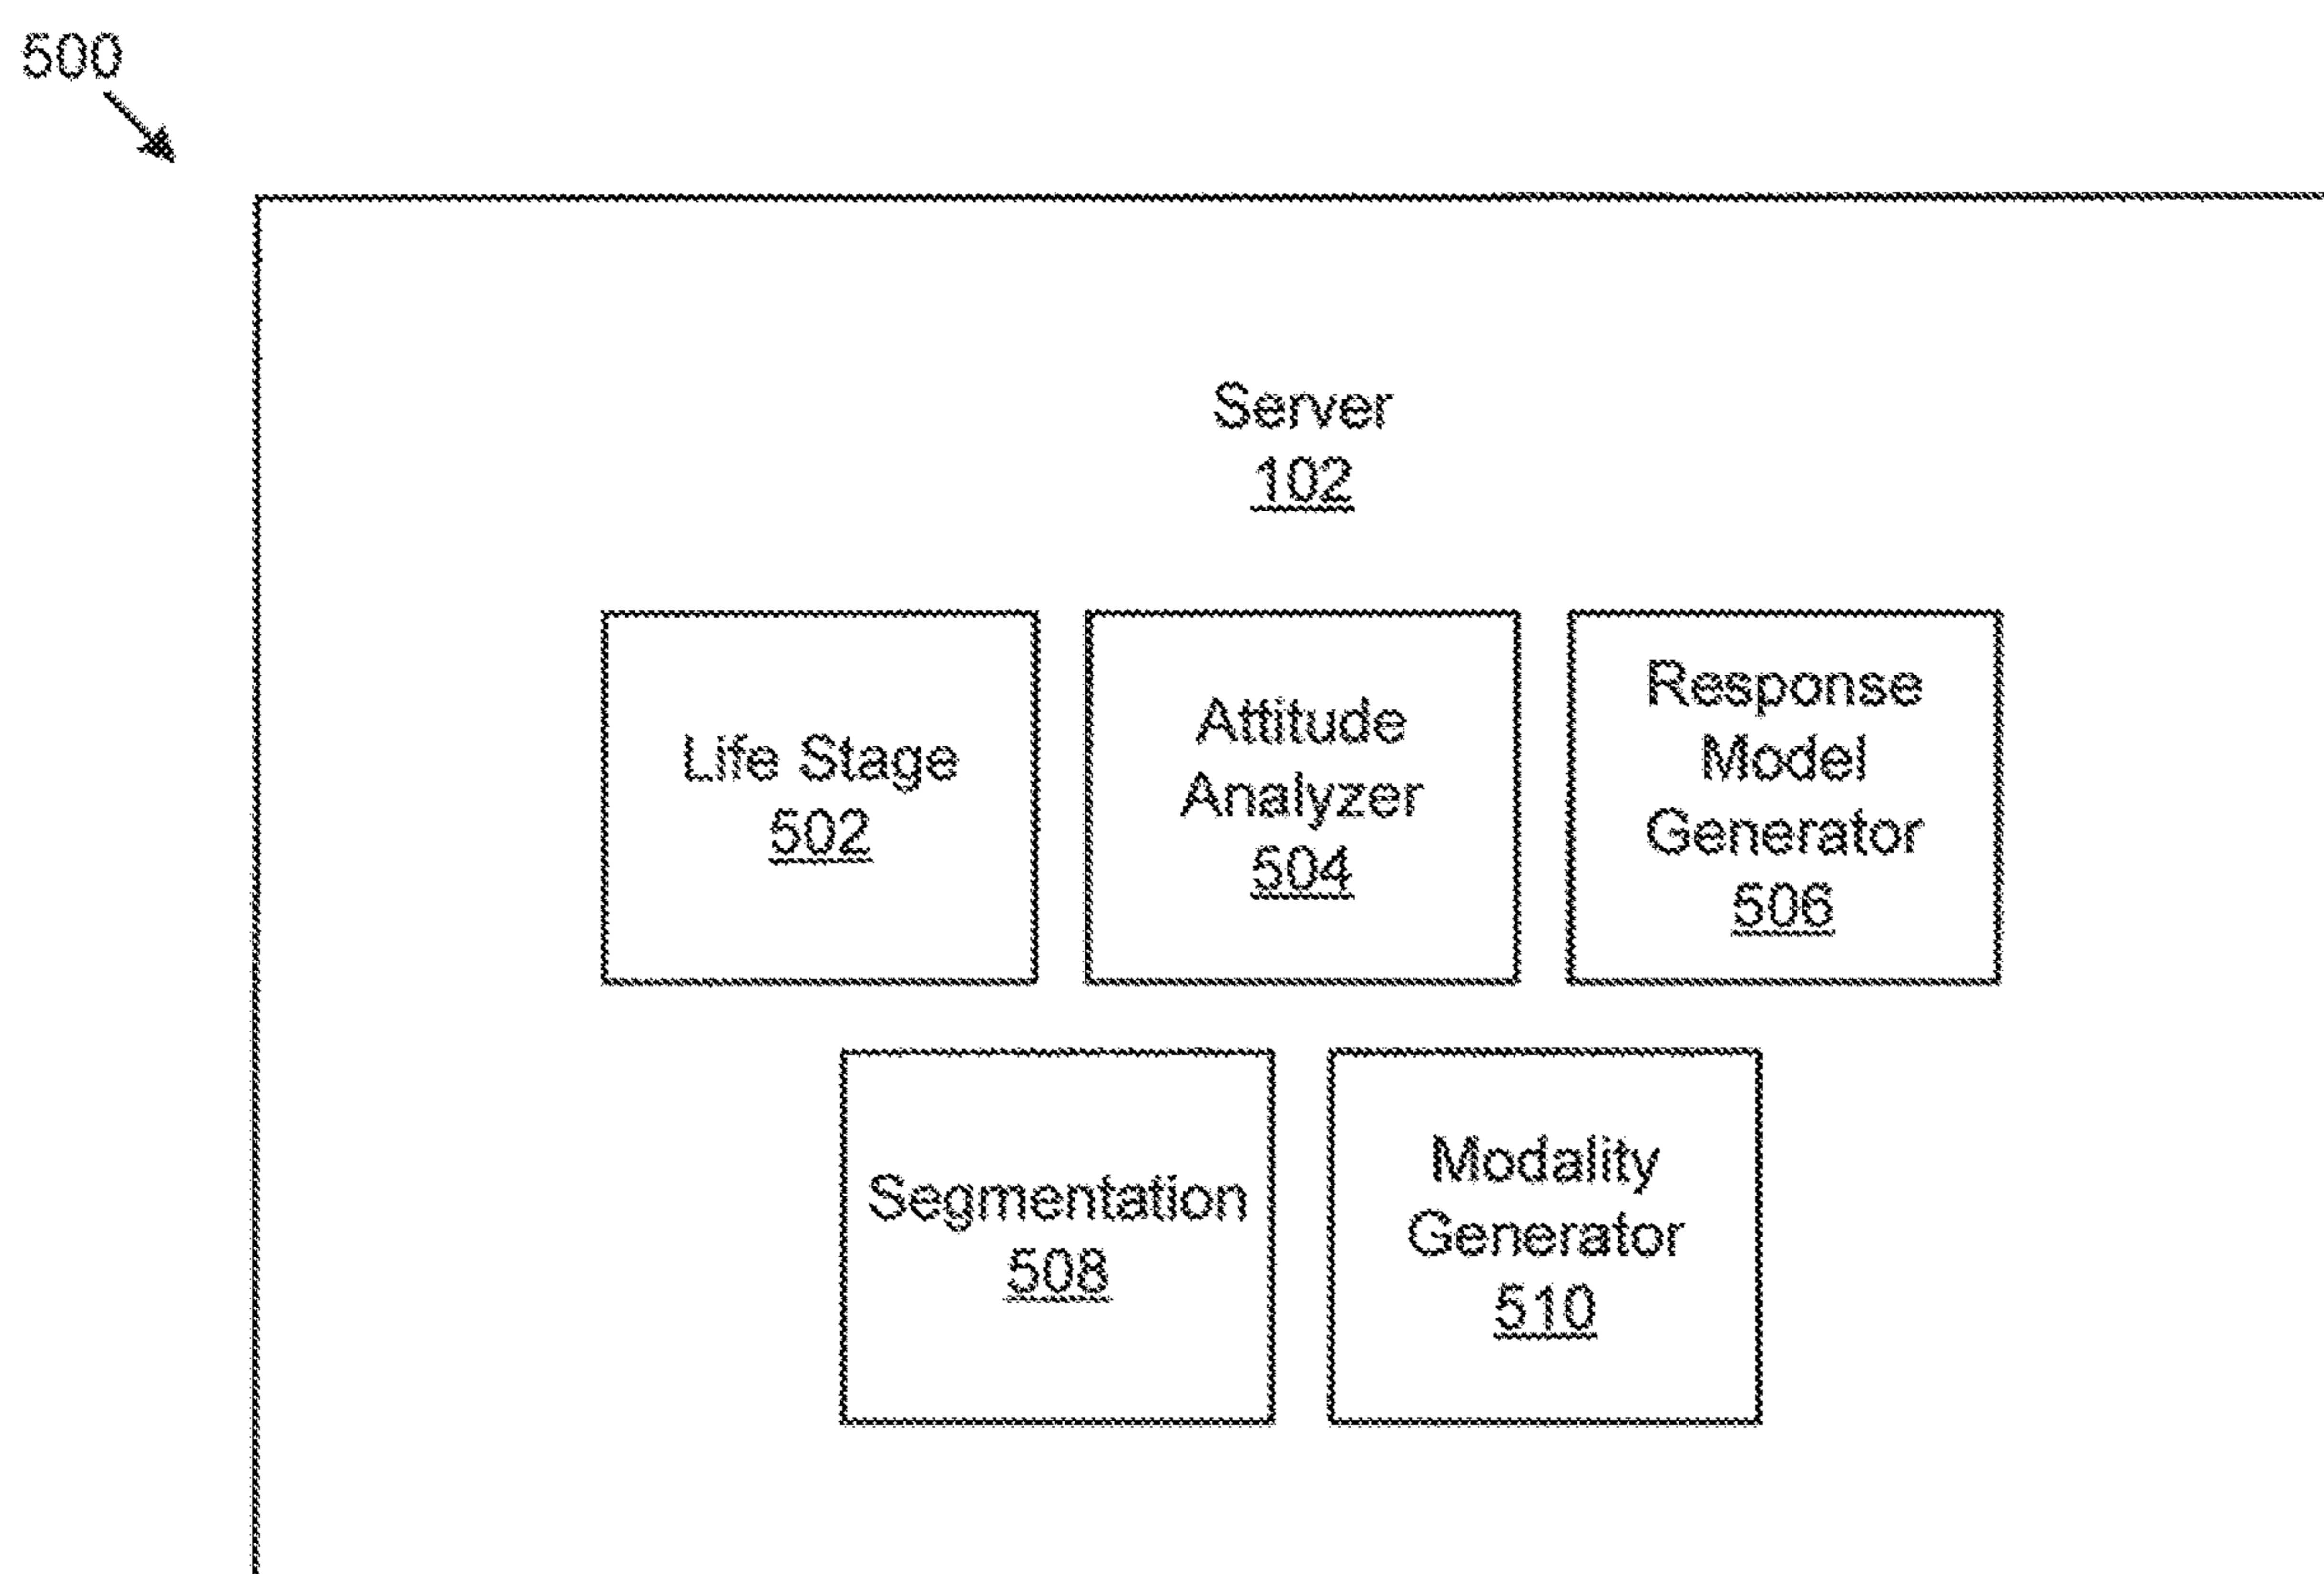 500
Server
102
Life Stage
502
Attitude
Analyzer
504
Response
Model
Generator
506
Segmentation
508
Modality
Generator
510